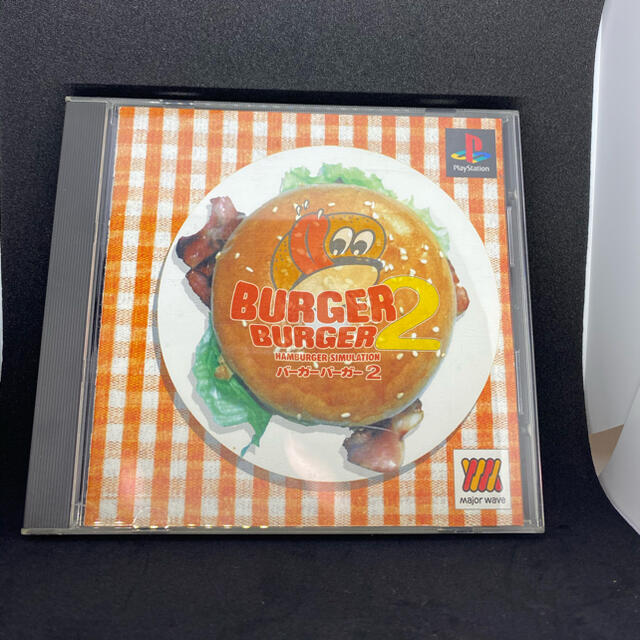 PlayStation
BURGER
BURGER 2
HAMBURGER SIMULATION
バーガーバーガー2
major wave